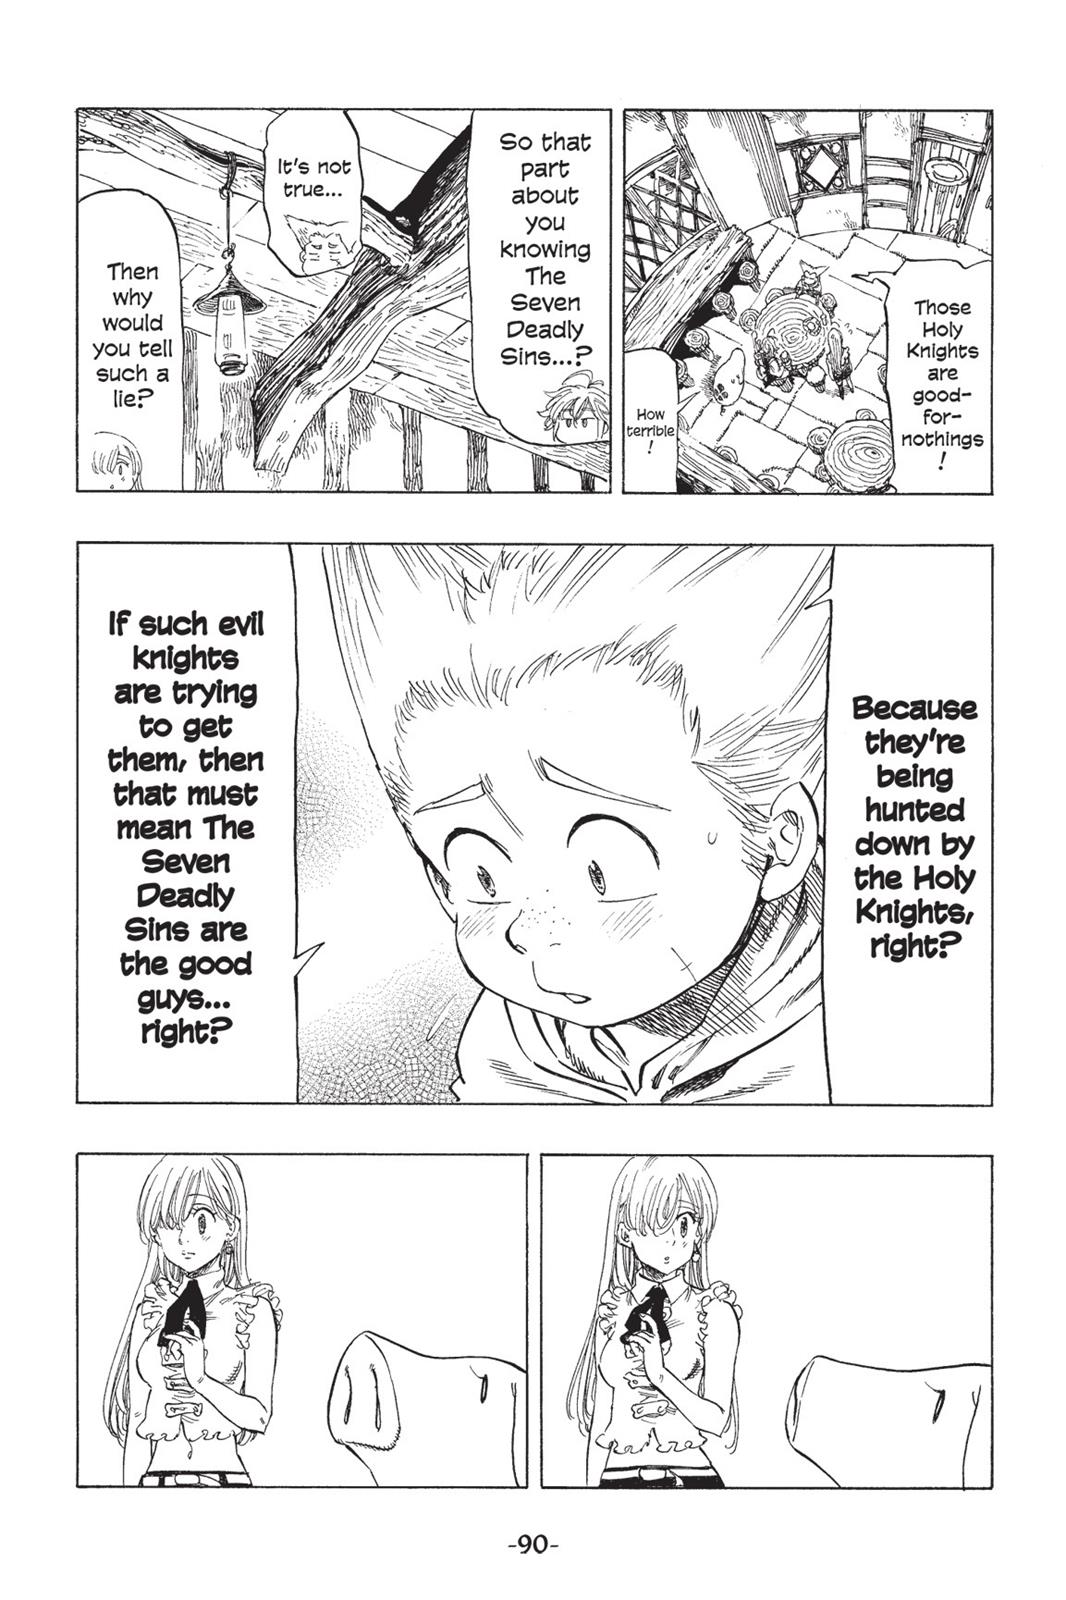 Those
Holy
Knights
are
good-
for-
nothings
!
How
terrible
!
So that
part
about
you
knowing
The
Seven
Deadly
Sins...?
It's not
true...
Then
why
would
you tell
such a
lie?
Because
they're
being
hunted
down by
the Holy
Knights,
right?
If such evil
knights
are trying
to get
them, then
that must
mean The
Seven
Deadly
Sins are
the good
guys...
right?
-90-